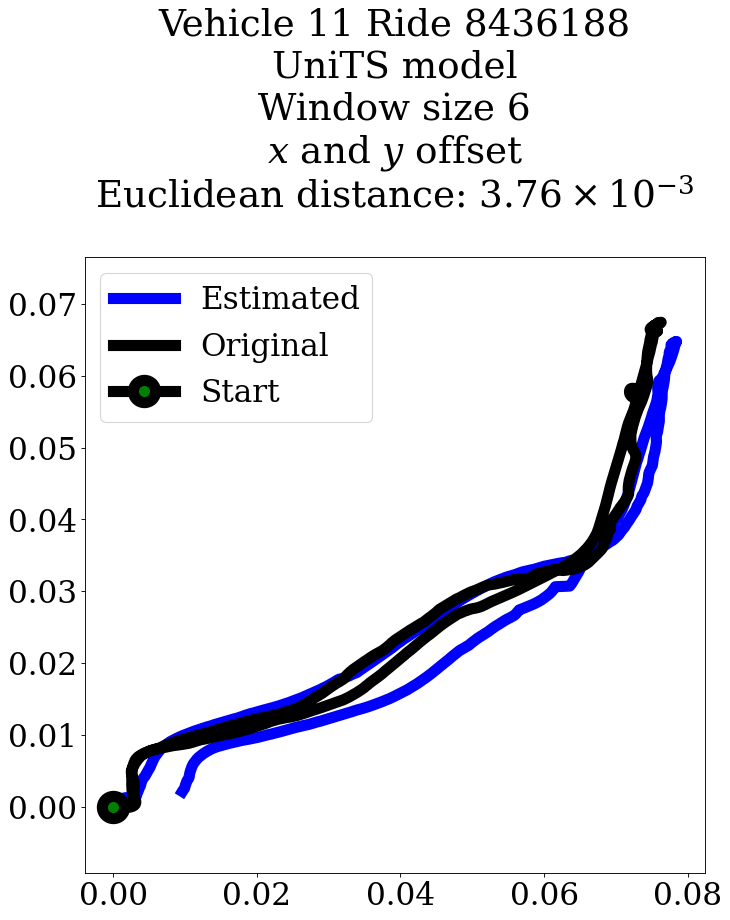 Vehicle 11 Ride 8436188
UniTS model
Window size 6
x and y offset
Euclidean distance: 3.76 × 10⁻³
Estimated
Original
Start
0.07
0.06
0.05
0.04
0.03
0.02
0.01
0.00
0.00 0.02 0.04 0.06 0.08